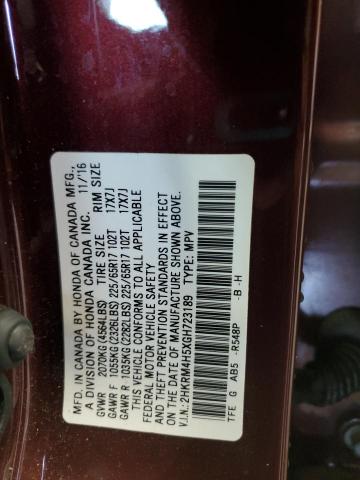 MFD. IN CANADA BY HONDA OF CANADA MFG.,
A DIVISION OF HONDA CANADA INC. 11/'16
GVWR 2070KG (4564LBS) TIRE SIZE RIM SIZE
GAWR F 1055KG (2326LBS) 225/65R17 102T 17X7J
GAWR R 1035KG (2282LBS) 225/65R17 102T 17X7J
THIS VEHICLE CONFORMS TO ALL APPLICABLE
FEDERAL MOTOR VEHICLE SAFETY
AND THEFT PREVENTION STANDARDS IN EFFECT
ON THE DATE OF MANUFACTURE SHOWN ABOVE.
V.I.N.: 2HKRM4H5XGH723189 TYPE: MPV
TFE G AB5 -R548P -B -H